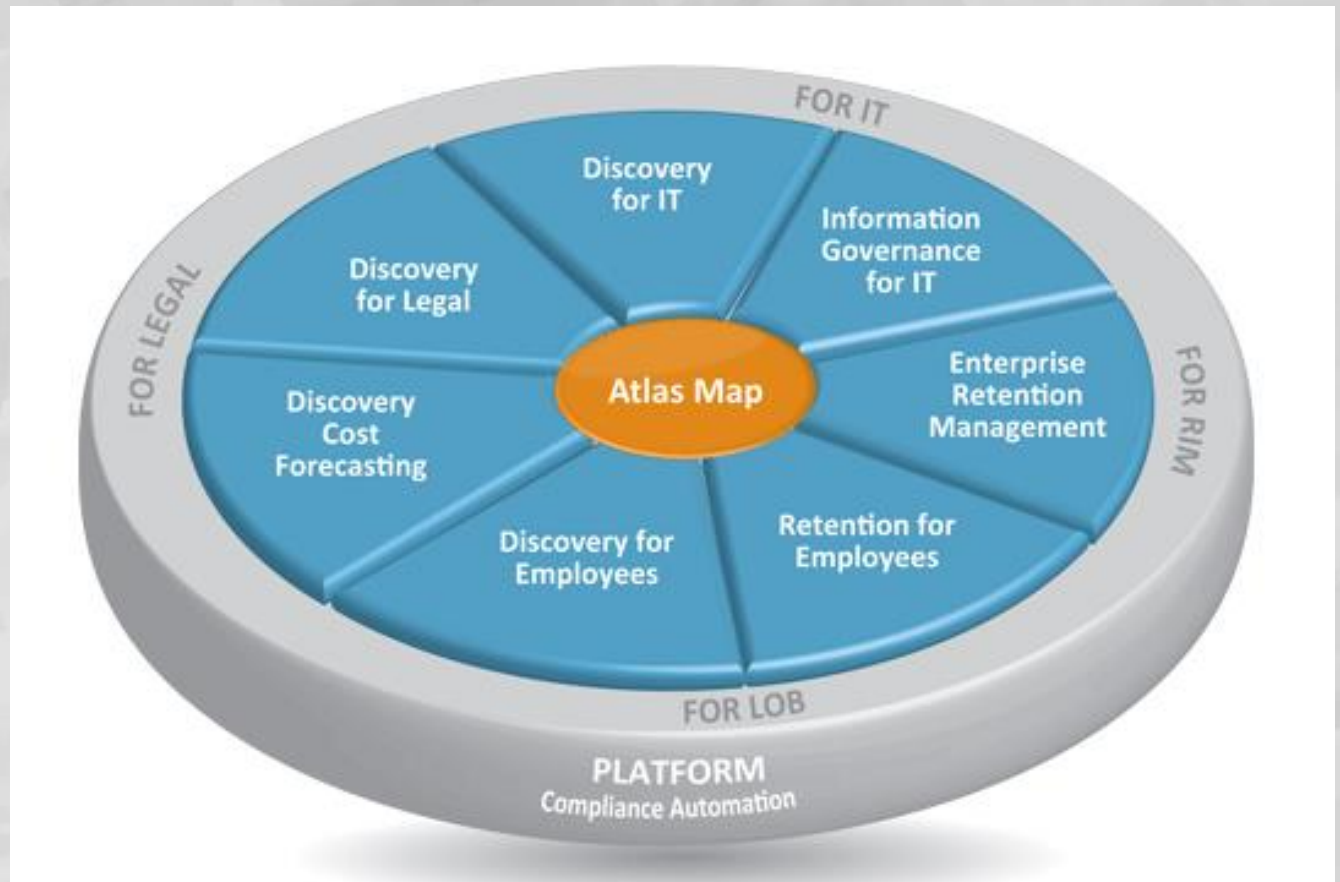 FOR IT
Discovery
for IT
Information
Governance
for IT
Discovery
for Legal
FOR LEGAL
FOR RIM
Enterprise
Retention
Management
Atlas Map
Discovery
Cost
Forecasting
Retention for
Employees
Discovery for
Employees
FOR LOB
PLATFORM
Compliance Automation